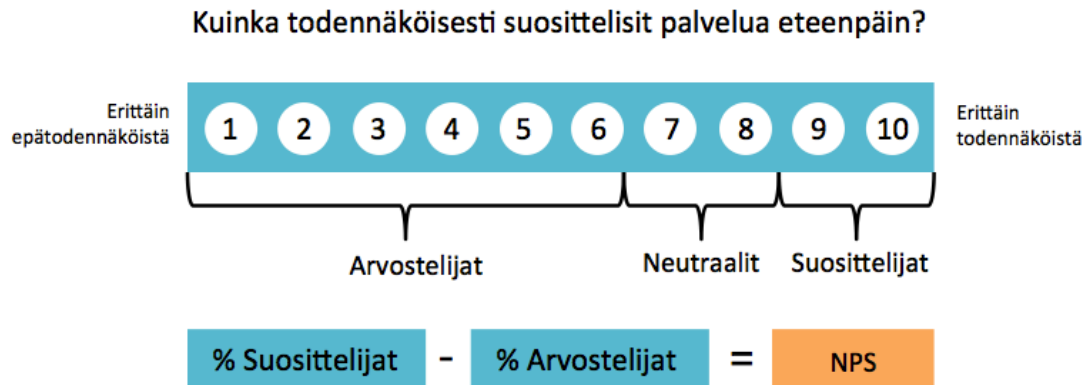 Kuinka todennäköisesti suosittelisit palvelua eteenpäin?
Erittäin
epätodennäköistä
1 2 3 4 5 6 7 8 9 10
Erittäin
todennäköistä
Arvostelijat Neutraalit Suosittelijat
% Suosittelijat - % Arvostelijat = NPS